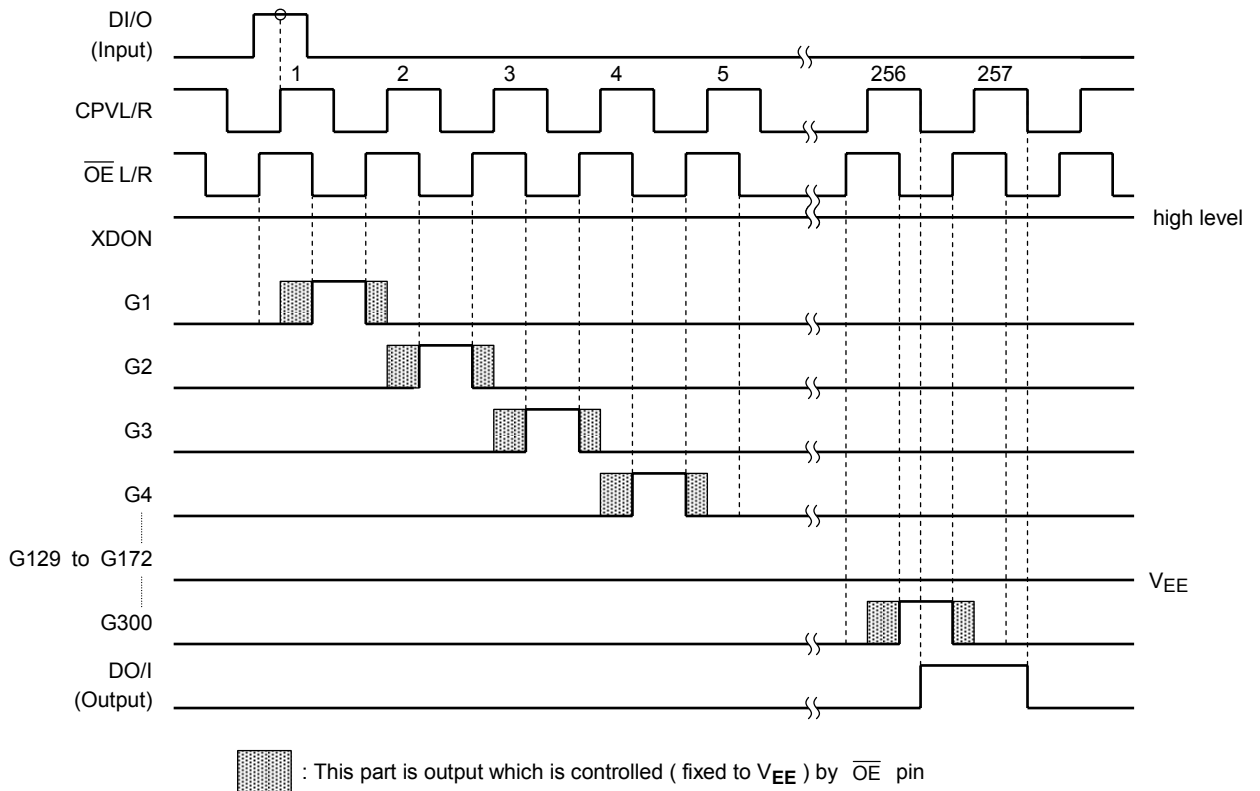 DI/O
(Input)
1 2 3 4 5 256 257
CPVL/R
OE L/R
high level
XDON
G1
G2
G3
G4
G129 to G172
VEE
G300
DO/I
(Output)
: This part is output which is controlled ( fixed to VEE ) by OE pin